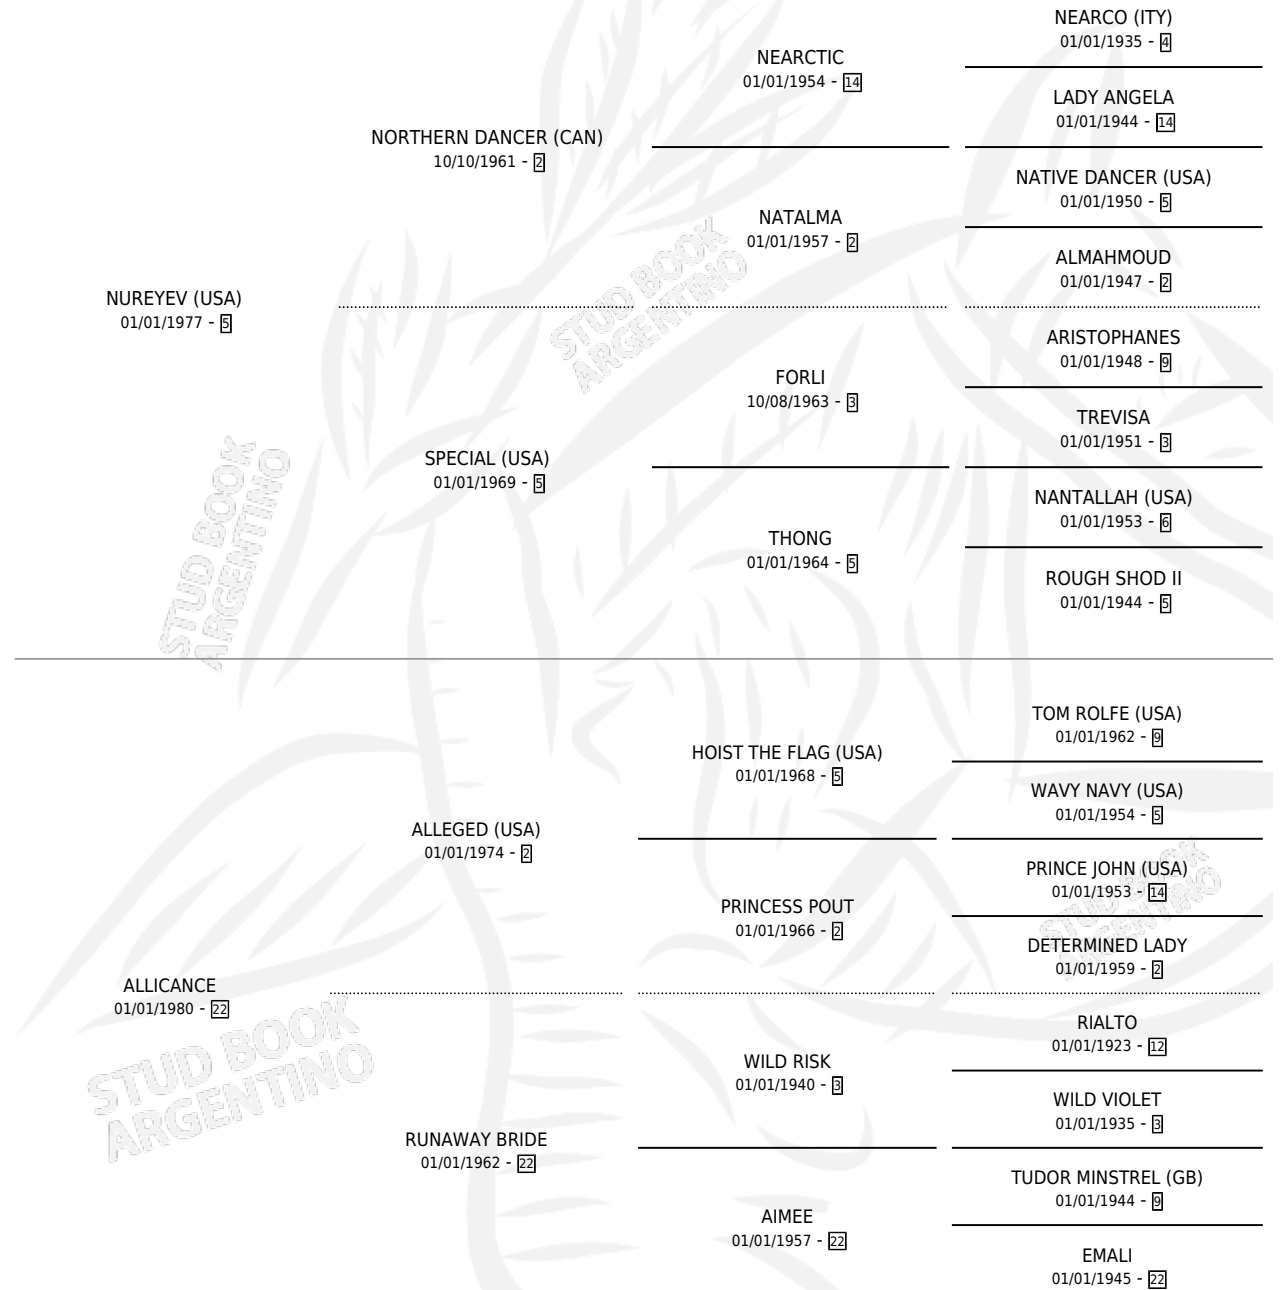 NEARCO (ITY)
01/01/1935 - 4
NEARCTIC
01/01/1954 - 14
LADY ANGELA
01/01/1944 - 14
NORTHERN DANCER (CAN)
10/10/1961 - 2
NATIVE DANCER (USA)
01/01/1950 - 5
NATALMA
01/01/1957 - 2
ALMAHMOUD
01/01/1947 - 2
NUREYEV (USA)
01/01/1977 - 5
ARISTOPHANES
01/01/1948 - 9
FORLI
10/08/1963 - 3
TREVISA
01/01/1951 - 3
SPECIAL (USA)
01/01/1969 - 5
NANTALLAH (USA)
01/01/1953 - 6
THONG
01/01/1964 - 5
ROUGH SHOD II
01/01/1944 - 5
TOM ROLFE (USA)
01/01/1962 - 9
HOIST THE FLAG (USA)
01/01/1968 - 5
WAVY NAVY (USA)
01/01/1954 - 5
ALLEGED (USA)
01/01/1974 - 2
PRINCE JOHN (USA)
01/01/1953 - 14
PRINCESS POUT
01/01/1966 - 2
DETERMINED LADY
01/01/1959 - 2
ALLICANCE
01/01/1980 - 22
RIALTO
01/01/1923 - 12
WILD RISK
01/01/1940 - 3
WILD VIOLET
01/01/1935 - 3
RUNAWAY BRIDE
01/01/1962 - 22
TUDOR MINSTREL (GB)
01/01/1944 - 9
AIMEE
01/01/1957 - 22
EMALI
01/01/1945 - 22
STUD BOOK
ARGENTINO
STUD BOOK
ARGENTINO
STUD BOOK
ARGENTINO
STUD BOOK
ARGENTINO